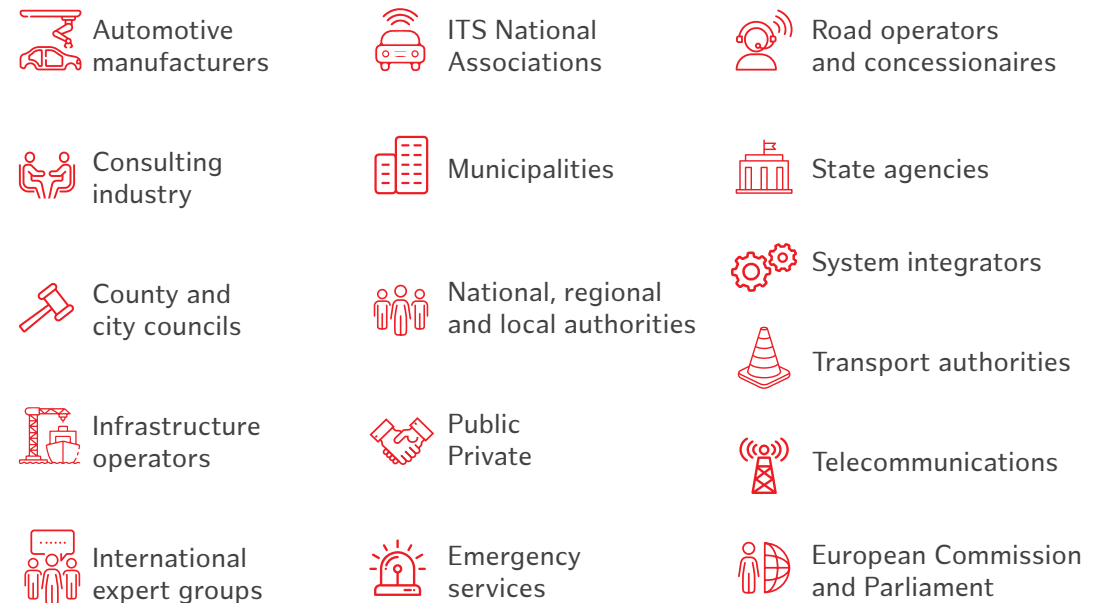 Automotive
manufacturers
Consulting
industry
County and
city councils
Infrastructure
operators
International
expert groups
ITS National
Associations
Municipalities
National, regional
and local authorities
Public
Private
Emergency
services
Road operators
and concessionaires
State agencies
System integrators
Transport authorities
Telecommunications
European Commission
and Parliament